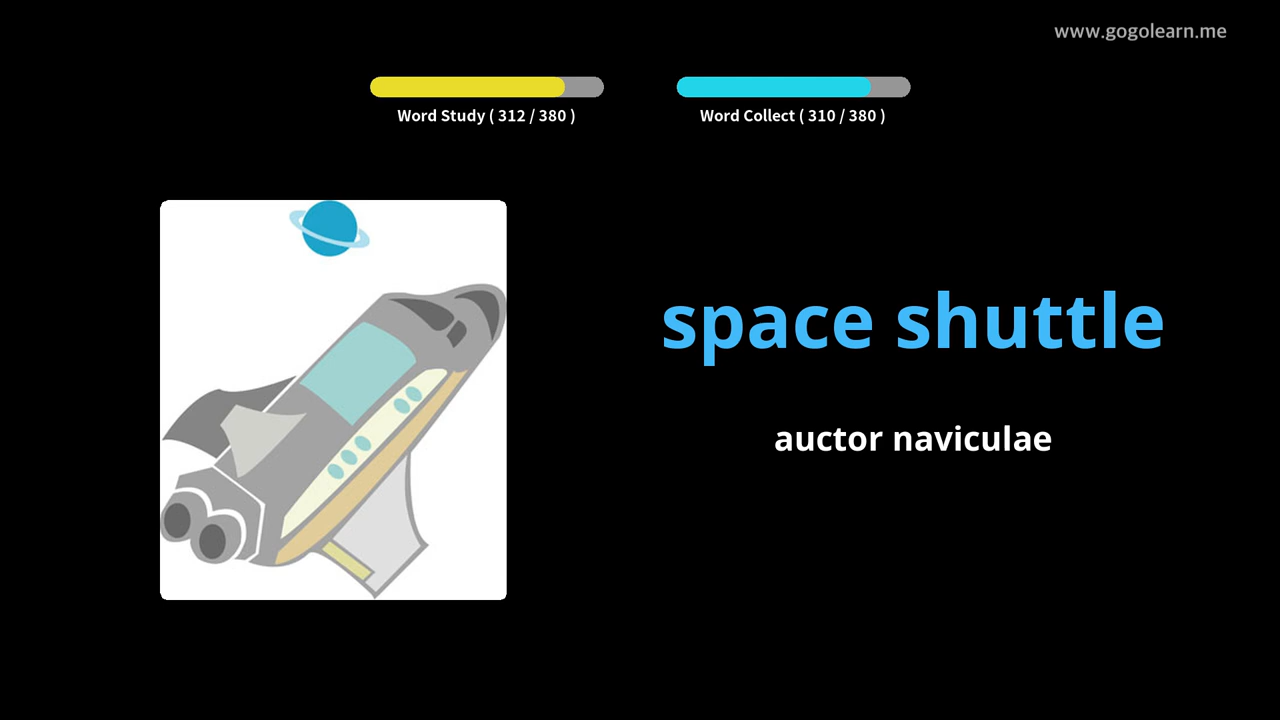 www.gogolearn.me
Word Study ( 312 / 380 )
Word Collect ( 310 / 380 )
space shuttle
auctor naviculae